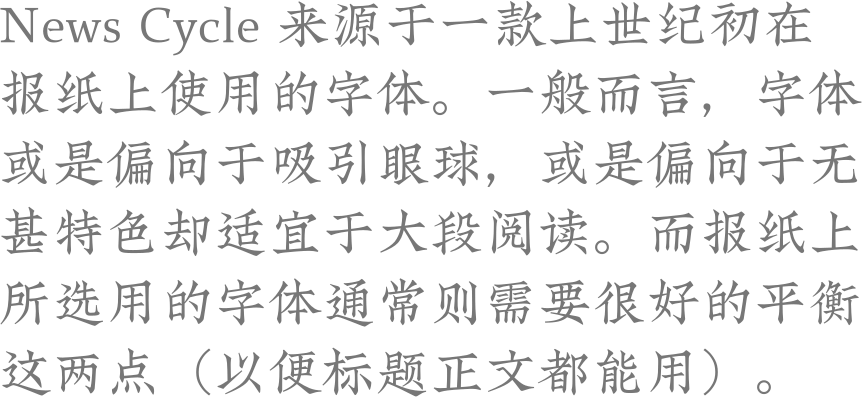 News Cycle 来源于一款上世纪初在
报纸上使用的字体。一般而言，字体
或是偏向于吸引眼球，或是偏向于无
甚特色却适宜于大段阅读。而报纸上
所选用的字体通常则需要很好的平衡
这两点（以便标题正文都能用）。